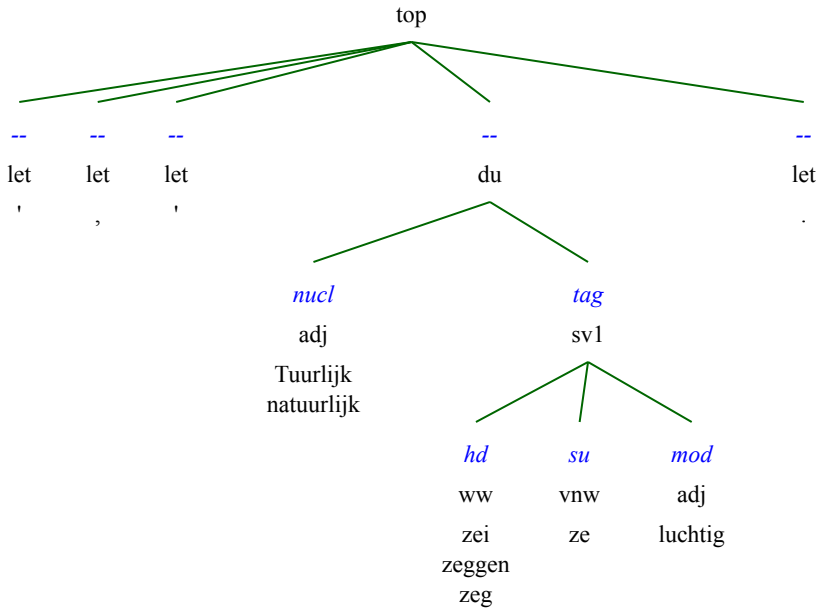 top
-- -- -- -- --
let let let du let
' , ' .
nucl tag
adj sv1
Tuurlijk
natuurlijk
hd su mod
ww vnw adj
zei ze luchtig
zeggen
zeg